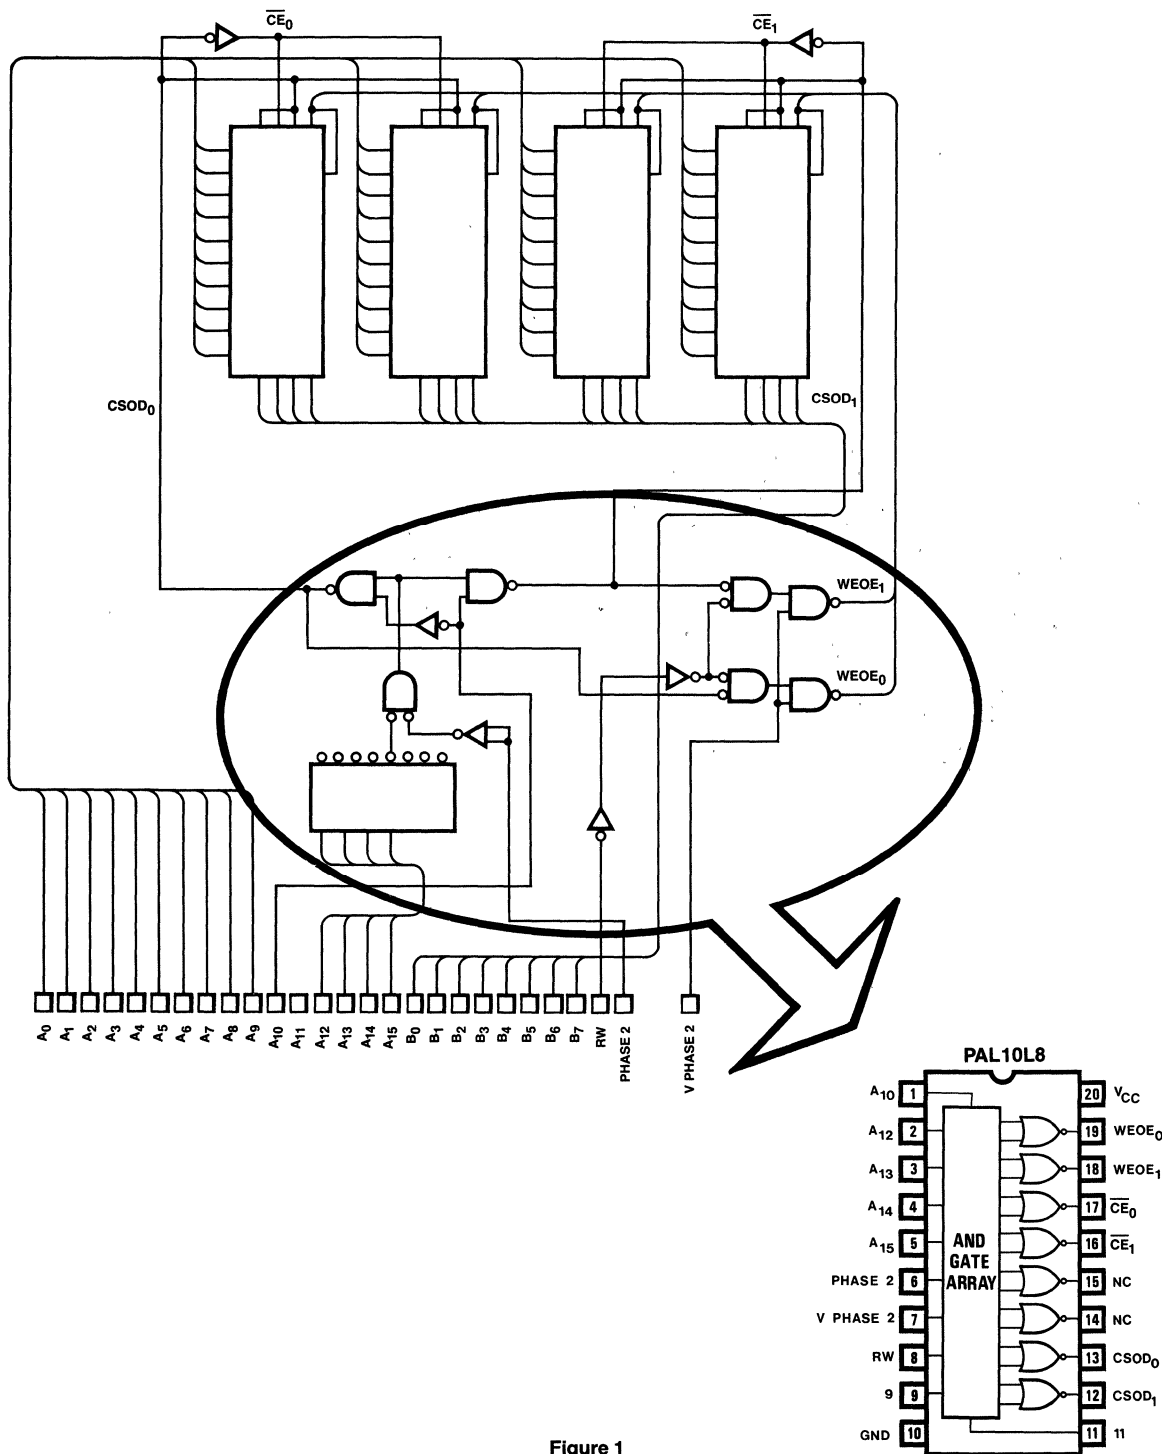 CE0 CE1
CSOD0 CSOD1
WEOE1
WEOE0
A0 A1 A2 A3 A4 A5 A6 A7 A8 A9 A10 A11 A12 A13 A14 A15 B0 B1 B2 B3 B4 B5 B6 B7 RW PHASE 2 V PHASE 2
PAL10L8
A10 1 20 VCC
A12 2 19 WEOE0
A13 3 18 WEOE1
A14 4 17 CE0
A15 5 16 CE1
PHASE 2 6 15 NC
V PHASE 2 7 14 NC
RW 8 13 CSOD0
9 9 12 CSOD1
GND 10 11 11
AND
GATE
ARRAY
Figure 1